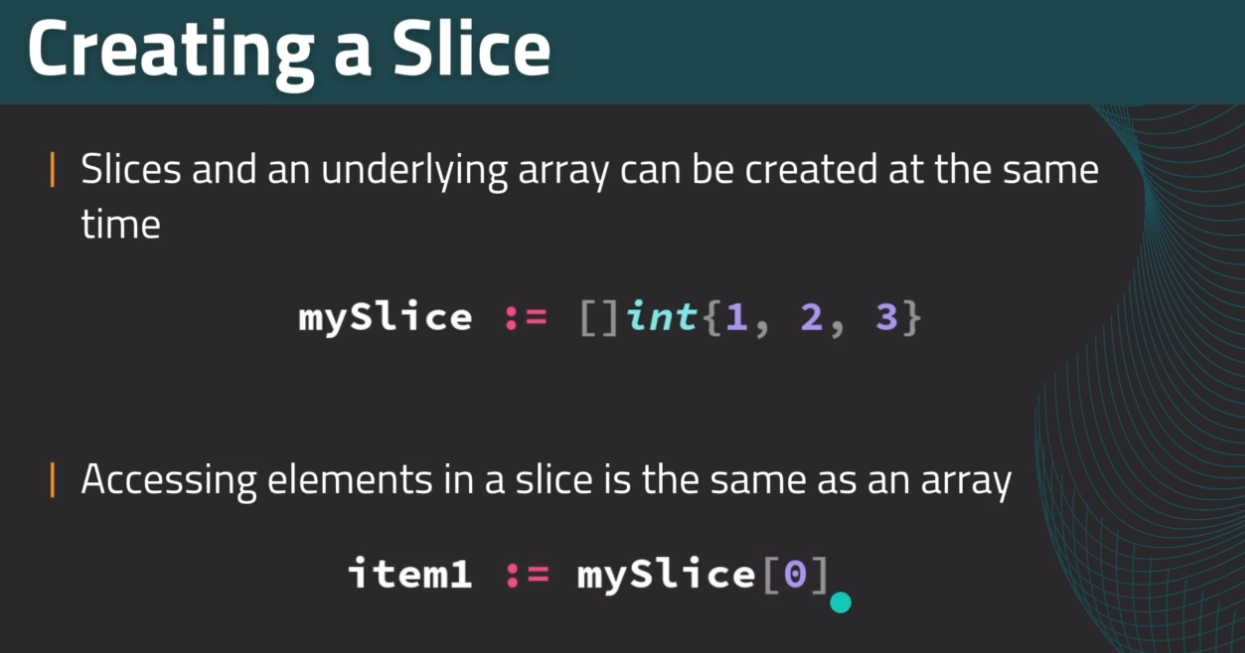 Creating a Slice
Slices and an underlying array can be created at the same
time
mySlice := []int{1, 2, 3}
Accessing elements in a slice is the same as an array
item1 := mySlice[0]